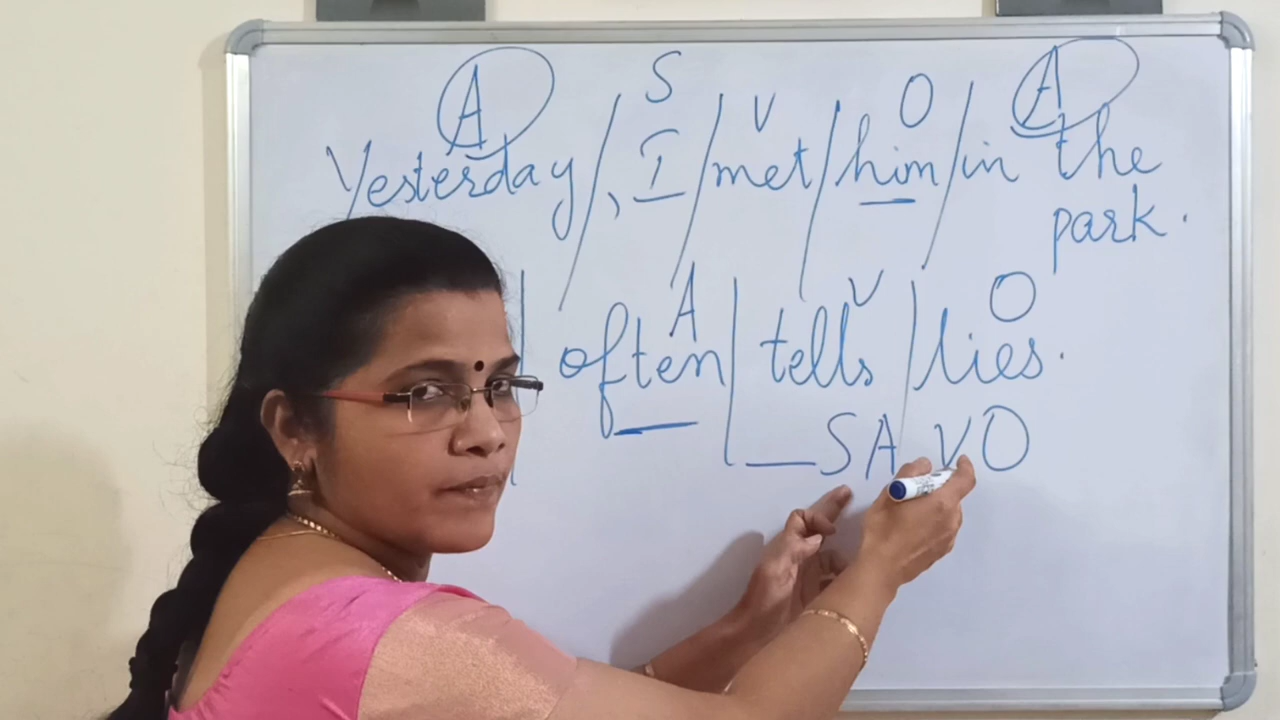 A S V O A
Yesterday/, I/met/him/in the
park.
A V O
| often | tells | lies.
— S A V O